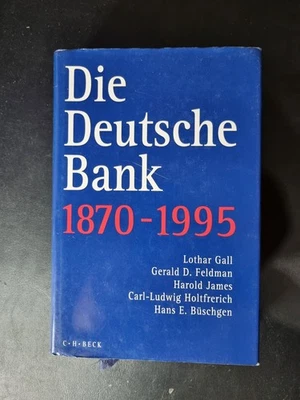 Die
Deutsche
Bank
1870-1995
Lothar Gall
Gerald D. Feldman
Harold James
Carl-Ludwig Holtfrerich
Hans E. Büschgen
C·H·BECK